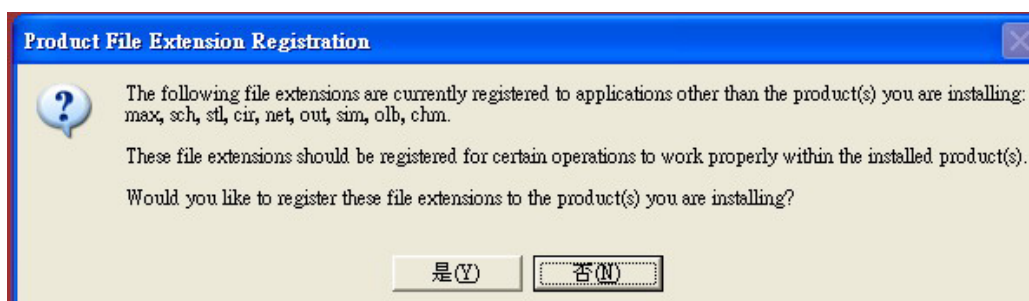 Product File Extension Registration
The following file extensions are currently registered to applications other than the product(s) you are installing:
max, sch, stl, cir, net, out, sim, olb, chm.
These file extensions should be registered for certain operations to work properly within the installed product(s).
Would you like to register these file extensions to the product(s) you are installing?
是(Y) 否(N)